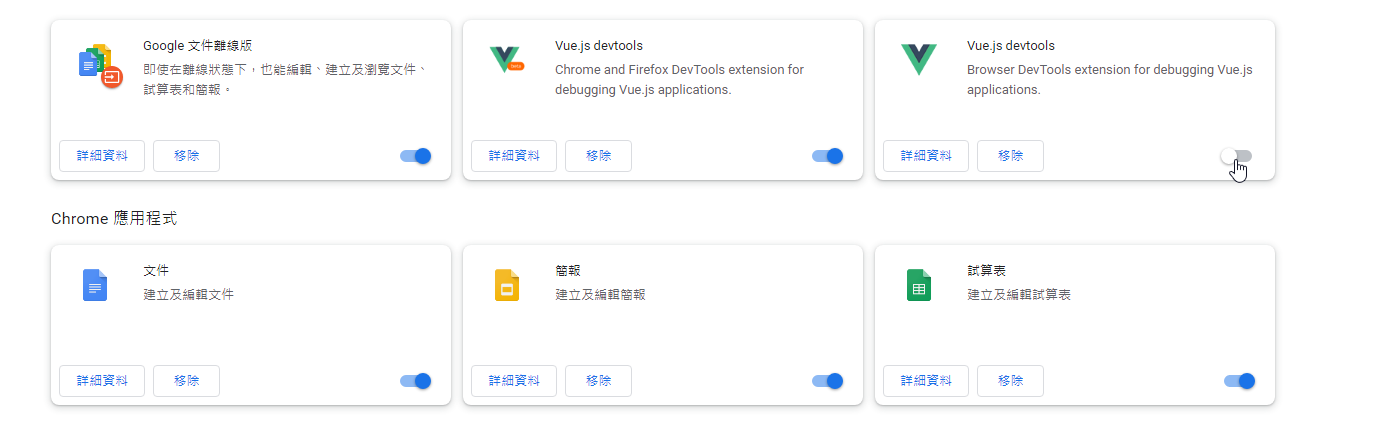 Google 文件離線版
即使在離線狀態下，也能編輯、建立及瀏覽文件、
試算表和簡報。
詳細資料
移除
Vue.js devtools
Chrome and Firefox DevTools extension for
debugging Vue.js applications.
詳細資料
移除
Vue.js devtools
Browser DevTools extension for debugging Vue.js
applications.
詳細資料
移除
Chrome 應用程式
文件
建立及編輯文件
詳細資料
移除
簡報
建立及編輯簡報
詳細資料
移除
試算表
建立及編輯試算表
詳細資料
移除